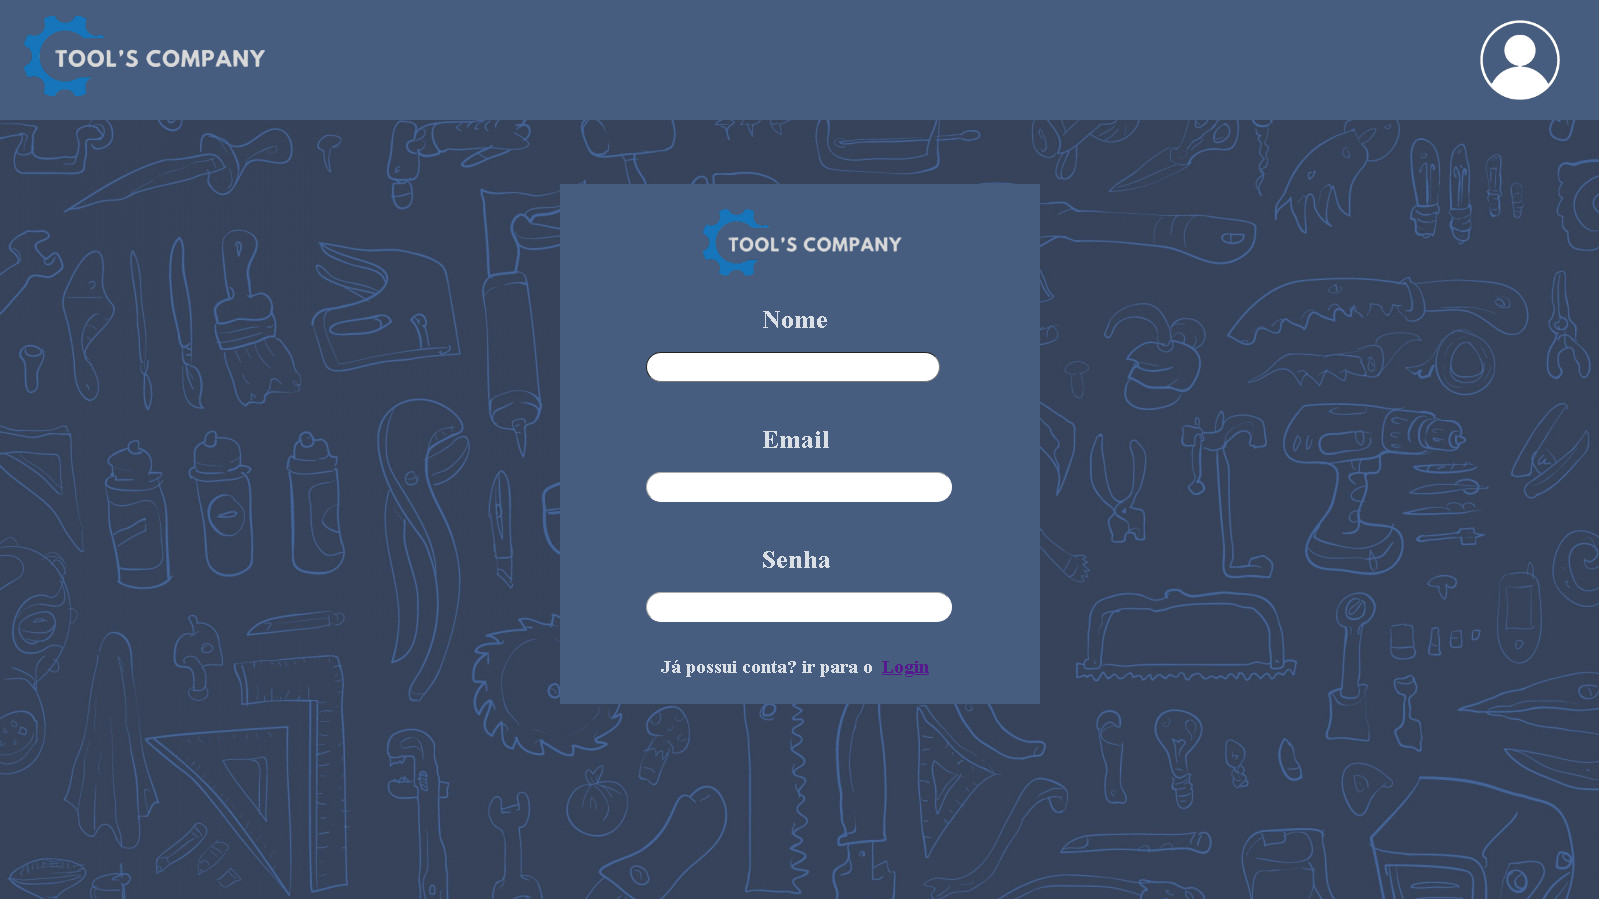 TOOL'S COMPANY
TOOL'S COMPANY
Nome
Email
Senha
Já possui conta? ir para o Login